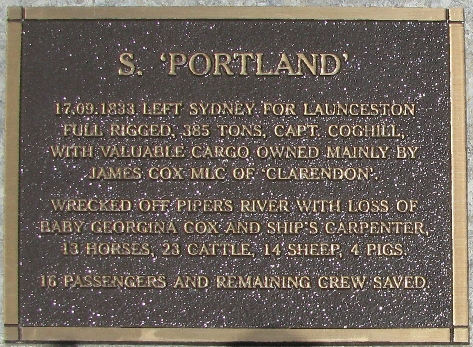 S. 'PORTLAND'
17.09.1833 LEFT SYDNEY FOR LAUNCESTON
FULL RIGGED, 385 TONS, CAPT. COGHILL,
WITH VALUABLE CARGO OWNED MAINLY BY
JAMES COX MLC OF 'CLARENDON'.
WRECKED OFF PIPERS RIVER WITH LOSS OF
BABY GEORGINA COX AND SHIP'S CARPENTER,
13 HORSES, 23 CATTLE, 14 SHEEP, 4 PIGS.
16 PASSENGERS AND REMAINING CREW SAVED.